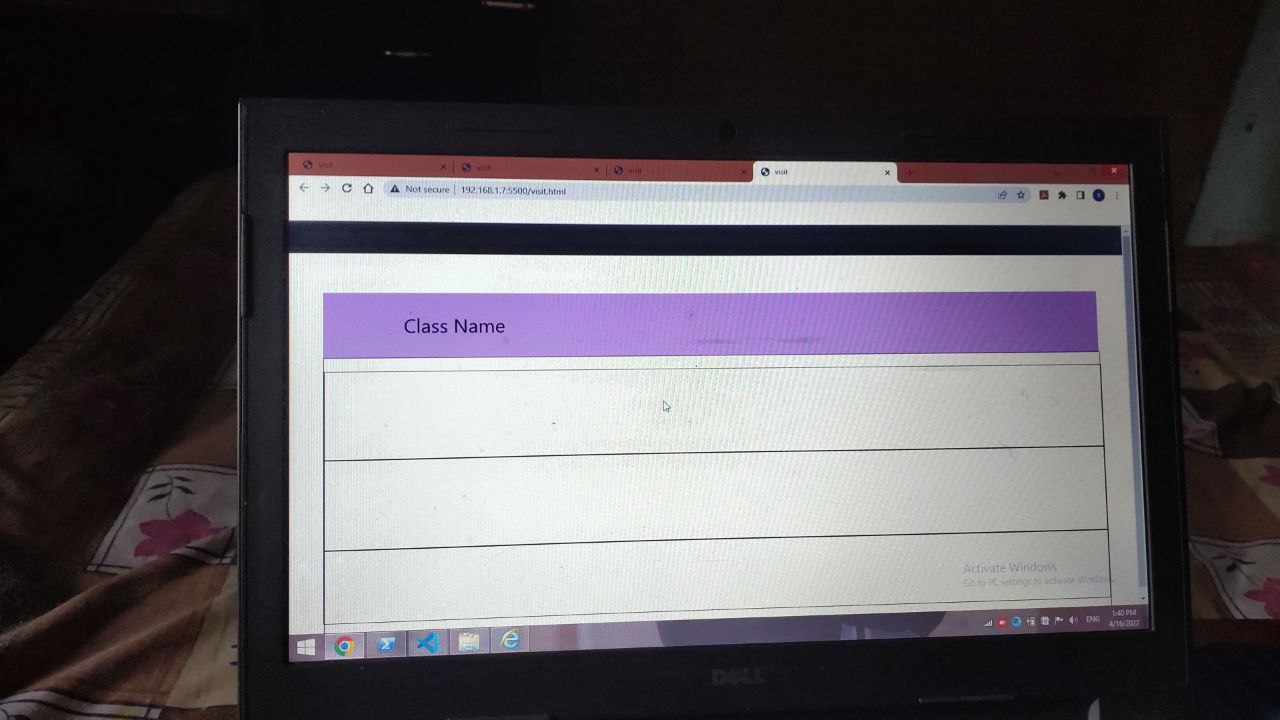 visit
visit
visit
visit
Not secure
192.168.1.7:5500/visit.html
Class Name
Activate Windows
Go to PC settings to activate Windows.
ENG
1:40 PM
4/16/2022
DELL